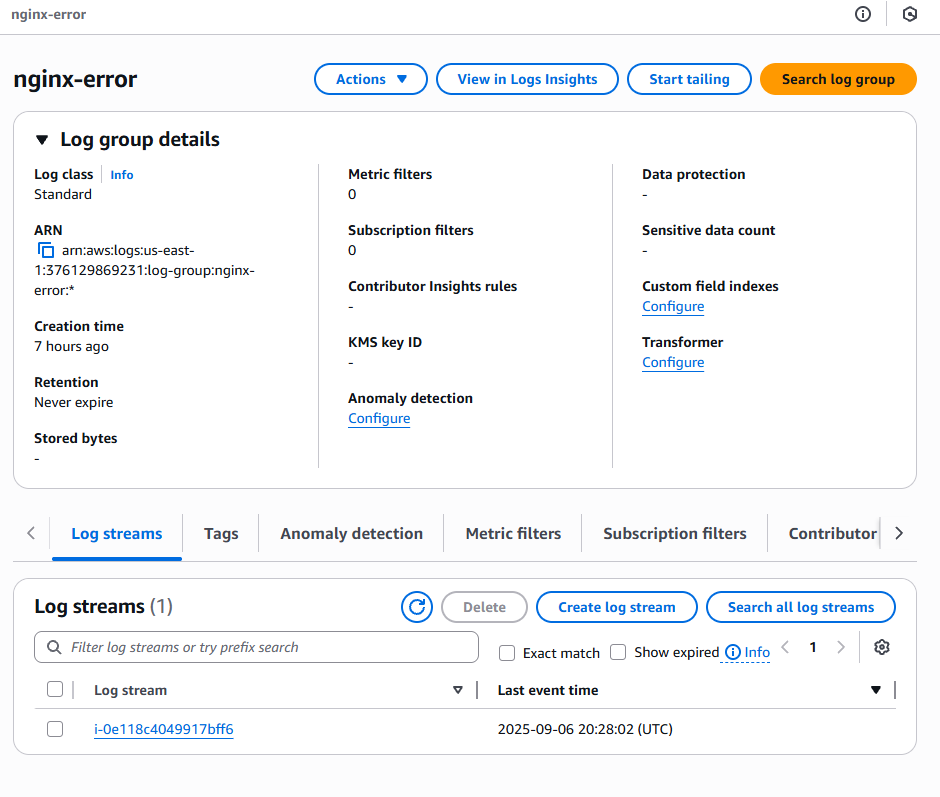 nginx-error
nginx-error
Actions
View in Logs Insights
Start tailing
Search log group
Log group details
Log class
Info
Standard
ARN
arn:aws:logs:us-east-
1:376129869231:log-group:nginx-
error:*
Creation time
7 hours ago
Retention
Never expire
Stored bytes
-
Metric filters
0
Subscription filters
0
Contributor Insights rules
-
KMS key ID
-
Anomaly detection
Configure
Data protection
-
Sensitive data count
-
Custom field indexes
Configure
Transformer
Configure
Log streams
Tags
Anomaly detection
Metric filters
Subscription filters
Contributor
Log streams (1)
Delete
Create log stream
Search all log streams
Filter log streams or try prefix search
Exact match
Show expired
Info
1
Log stream
Last event time
i-0e118c4049917bff6
2025-09-06 20:28:02 (UTC)